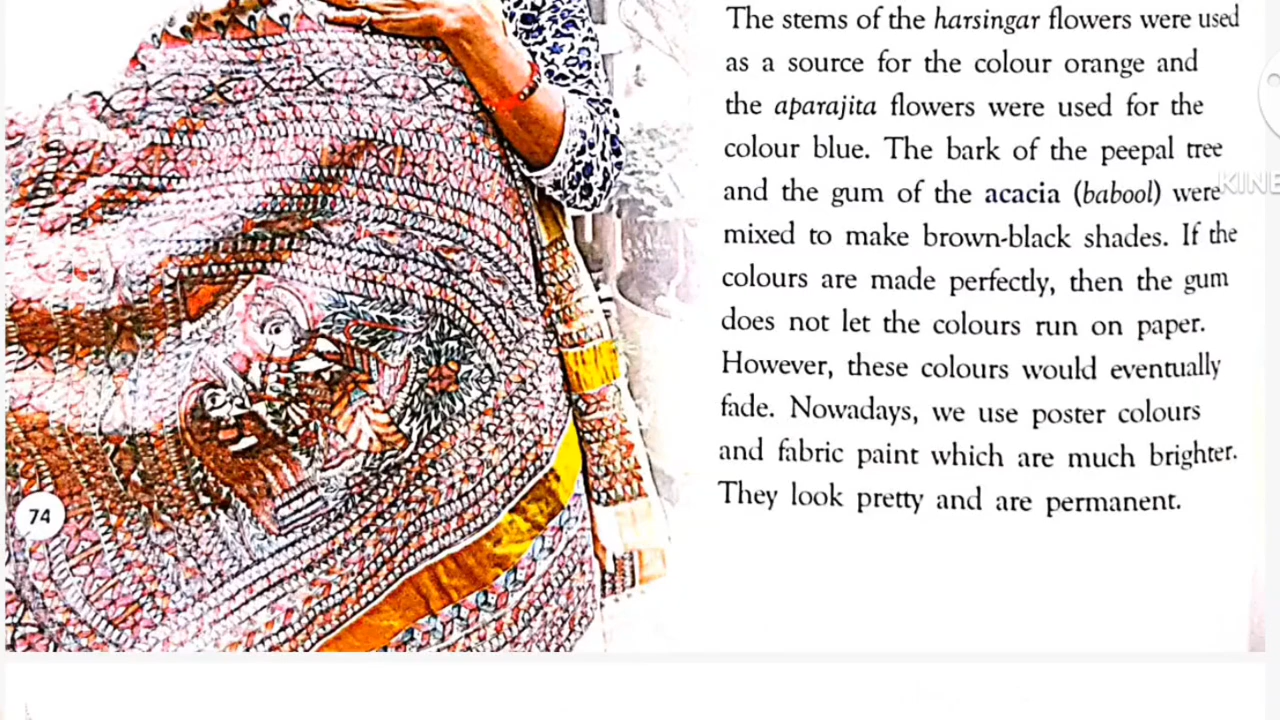 The stems of the harsingar flowers were used
as a source for the colour orange and
the aparajita flowers were used for the
colour blue. The bark of the peepal tree
and the gum of the acacia (babool) were
KINE
mixed to make brown-black shades. If the
colours are made perfectly, then the gum
does not let the colours run on paper.
However, these colours would eventually
fade. Nowadays, we use poster colours
and fabric paint which are much brighter.
They look pretty and are permanent.
74